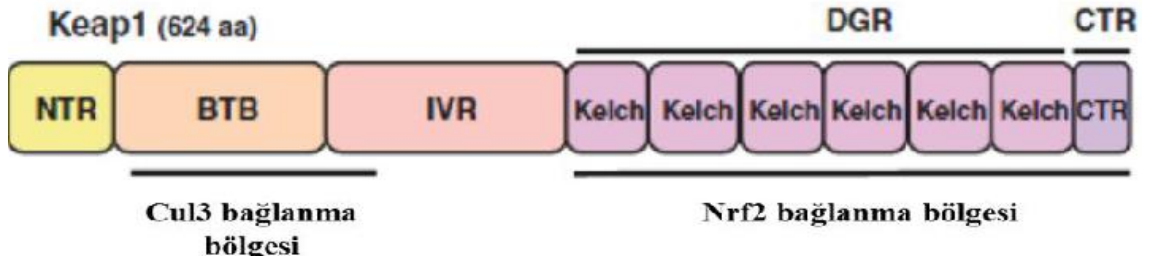 Keap1 (624 aa)
DGR
CTR
NTR
BTB
IVR
Kelch
Kelch
Kelch
Kelch
Kelch
Kelch
CTR
Cul3 bağlanma
bölgesi
Nrf2 bağlanma bölgesi